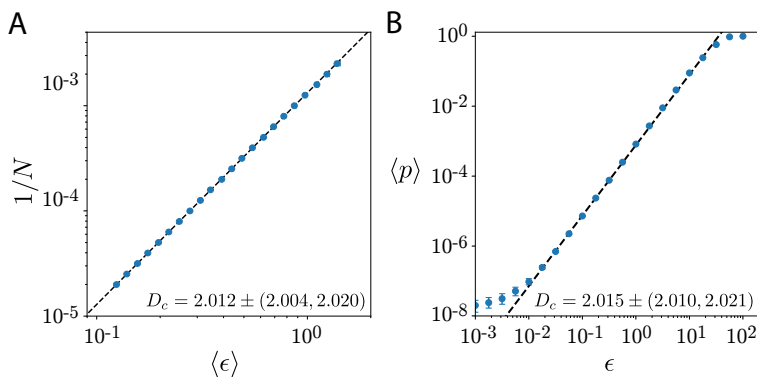 A
10^{-3}
10^{-4}
10^{-5}
1/N
10^{-1}
10^{0}
⟨ϵ⟩
D_c = 2.012 ± (2.004, 2.020)
B
10^{0}
10^{-2}
10^{-4}
10^{-6}
10^{-8}
⟨p⟩
10^{-3} 10^{-2} 10^{-1} 10^{0} 10^{1} 10^{2}
ϵ
D_c = 2.015 ± (2.010, 2.021)